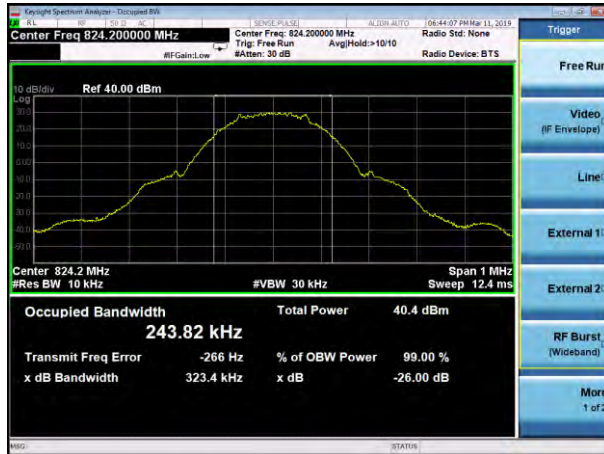 Keysight Spectrum Analyzer - Occupied BW
RL RF 50 Ω AC SENSE:PULSE ALIGN AUTO 06:44:07 PM Mar 11, 2019
Center Freq 824.200000 MHz
Center Freq: 824.200000 MHz
Radio Std: None
Trig: Free Run Avg|Hold:>10/10
#IFGain:Low #Atten: 30 dB Radio Device: BTS
10 dB/div Ref 40.00 dBm
Log
30.0
20.0
10.0
0.00
-10.0
-20.0
-30.0
-40.0
-50.0
Center 824.2 MHz Span 1 MHz
#Res BW 10 kHz #VBW 30 kHz Sweep 12.4 ms
Occupied Bandwidth Total Power 40.4 dBm
243.82 kHz
Transmit Freq Error -266 Hz % of OBW Power 99.00 %
x dB Bandwidth 323.4 kHz x dB -26.00 dB
MSG STATUS
Trigger
Free Run
Video
(IF Envelope)
Line
External 1
External 2
RF Burst
(Wideband)
More
1 of 2